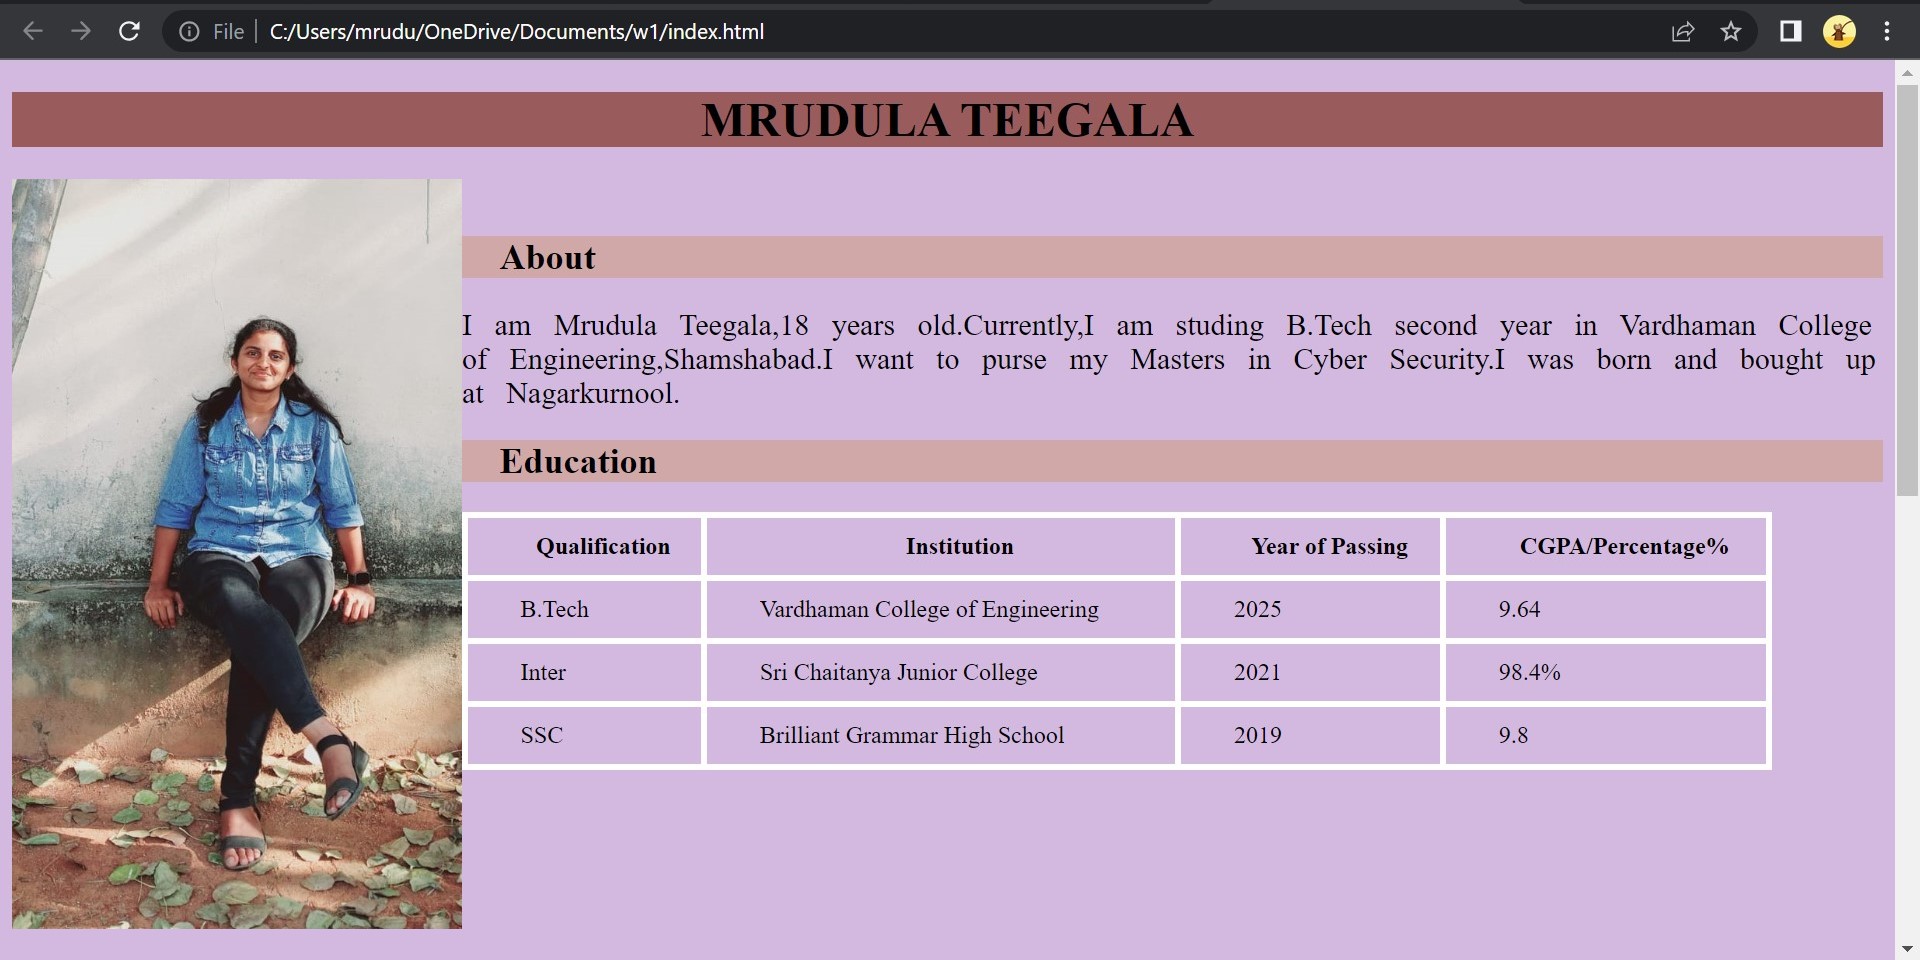 File C:/Users/mrudu/OneDrive/Documents/w1/index.html
MRUDULA TEEGALA
About
I am Mrudula Teegala,18 years old.Currently,I am studing B.Tech second year in Vardhaman College
of Engineering,Shamshabad.I want to purse my Masters in Cyber Security.I was born and bought up
at Nagarkurnool.
Education
Qualification Institution Year of Passing CGPA/Percentage%
B.Tech Vardhaman College of Engineering 2025 9.64
Inter Sri Chaitanya Junior College 2021 98.4%
SSC Brilliant Grammar High School 2019 9.8